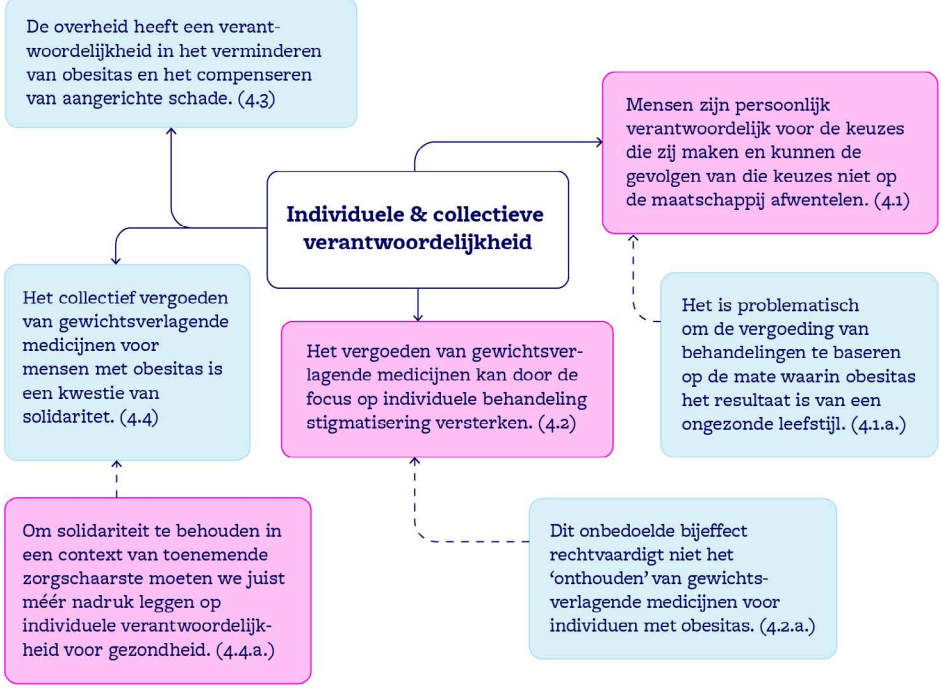 De overheid heeft een verant-
woordelijkheid in het verminderen
van obesitas en het compenseren
van aangerichte schade. (4.3)
Mensen zijn persoonlijk
verantwoordelijk voor de keuzes
die zij maken en kunnen de
gevolgen van die keuzes niet op
de maatschappij afwentelen. (4.1)
Individuele & collectieve
verantwoordelijkheid
Het collectief vergoeden
van gewichtsverlagende
medicijnen voor
mensen met obesitas is
een kwestie van
solidaritet. (4.4)
Het vergoeden van gewichtsver-
lagende medicijnen kan door de
focus op individuele behandeling
stigmatisering versterken. (4.2)
Het is problematisch
om de vergoeding van
behandelingen te baseren
op de mate waarin obesitas
het resultaat is van een
ongezonde leefstijl. (4.1.a.)
Om solidariteit te behouden in
een context van toenemende
zorgschaarste moeten we juist
méér nadruk leggen op
individuele verantwoordelijk-
heid voor gezondheid. (4.4.a.)
Dit onbedoelde bijeffect
rechtvaardigt niet het
‘onthouden’ van gewichts-
verlagende medicijnen voor
individuen met obesitas. (4.2.a.)